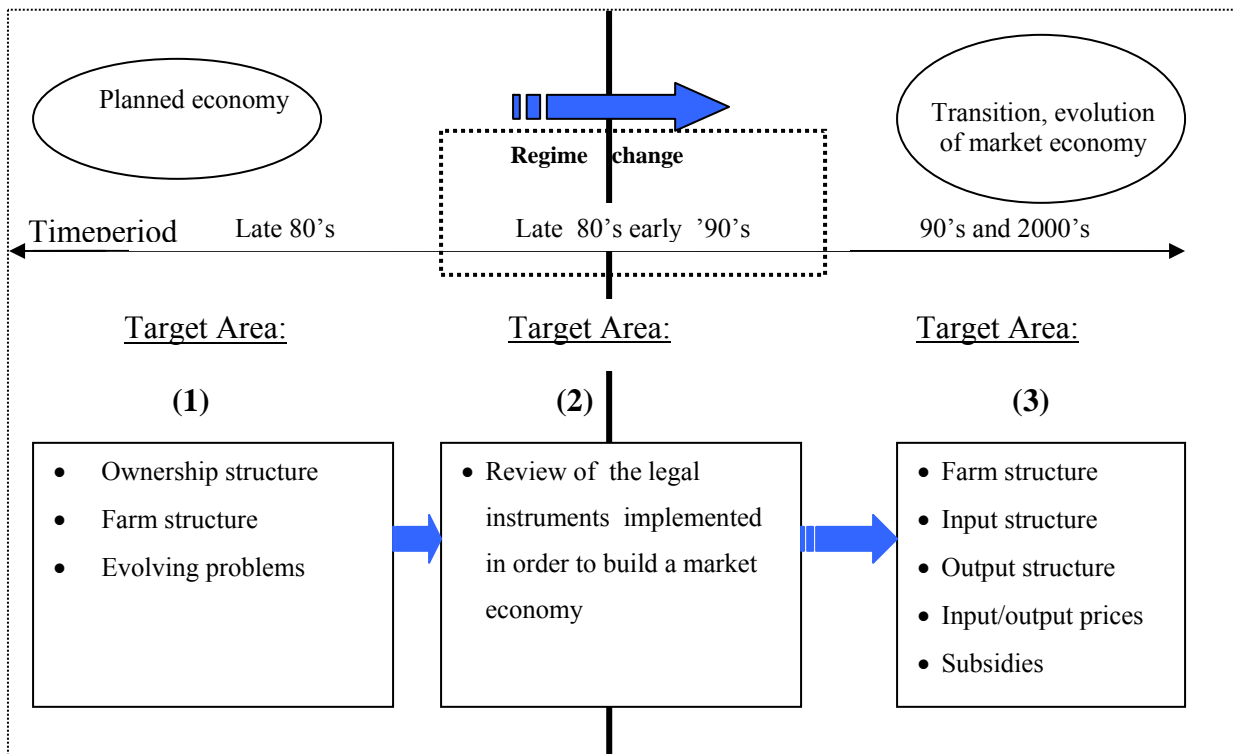 Planned economy
Transition, evolution
of market economy
Regime change
Timeperiod
Late 80's
Late 80's early ’90's
90's and 2000's
Target Area:
Target Area:
Target Area:
(1)
(2)
(3)
• Ownership structure
• Farm structure
• Evolving problems
• Review of the legal
instruments implemented
in order to build a market
economy
• Farm structure
• Input structure
• Output structure
• Input/output prices
• Subsidies